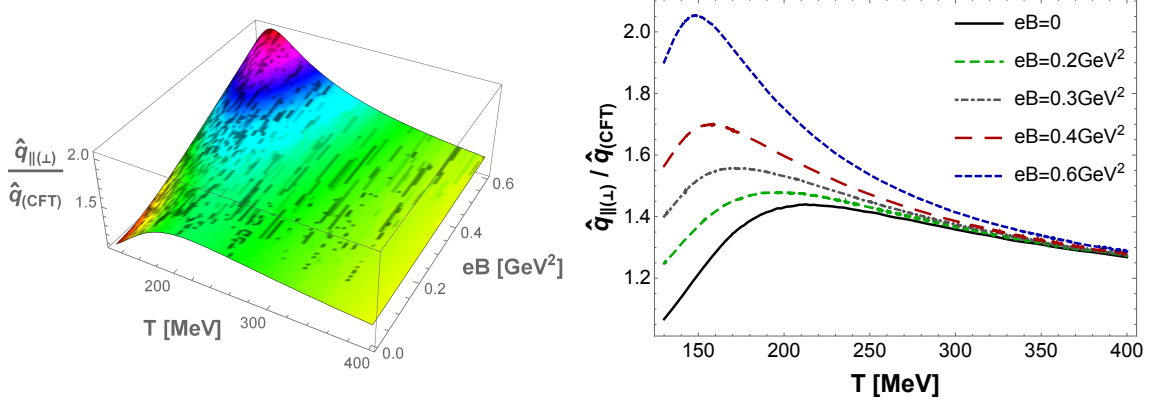 q̂∥(⊥)
q̂(CFT)
2.0
1.5
200
300
400
T [MeV]
0.0
0.2
0.4
0.6
eB [GeV²]
q̂∥(⊥) / q̂(CFT)
2.0
1.8
1.6
1.4
1.2
eB=0
eB=0.2GeV²
eB=0.3GeV²
eB=0.4GeV²
eB=0.6GeV²
150 200 250 300 350 400
T [MeV]